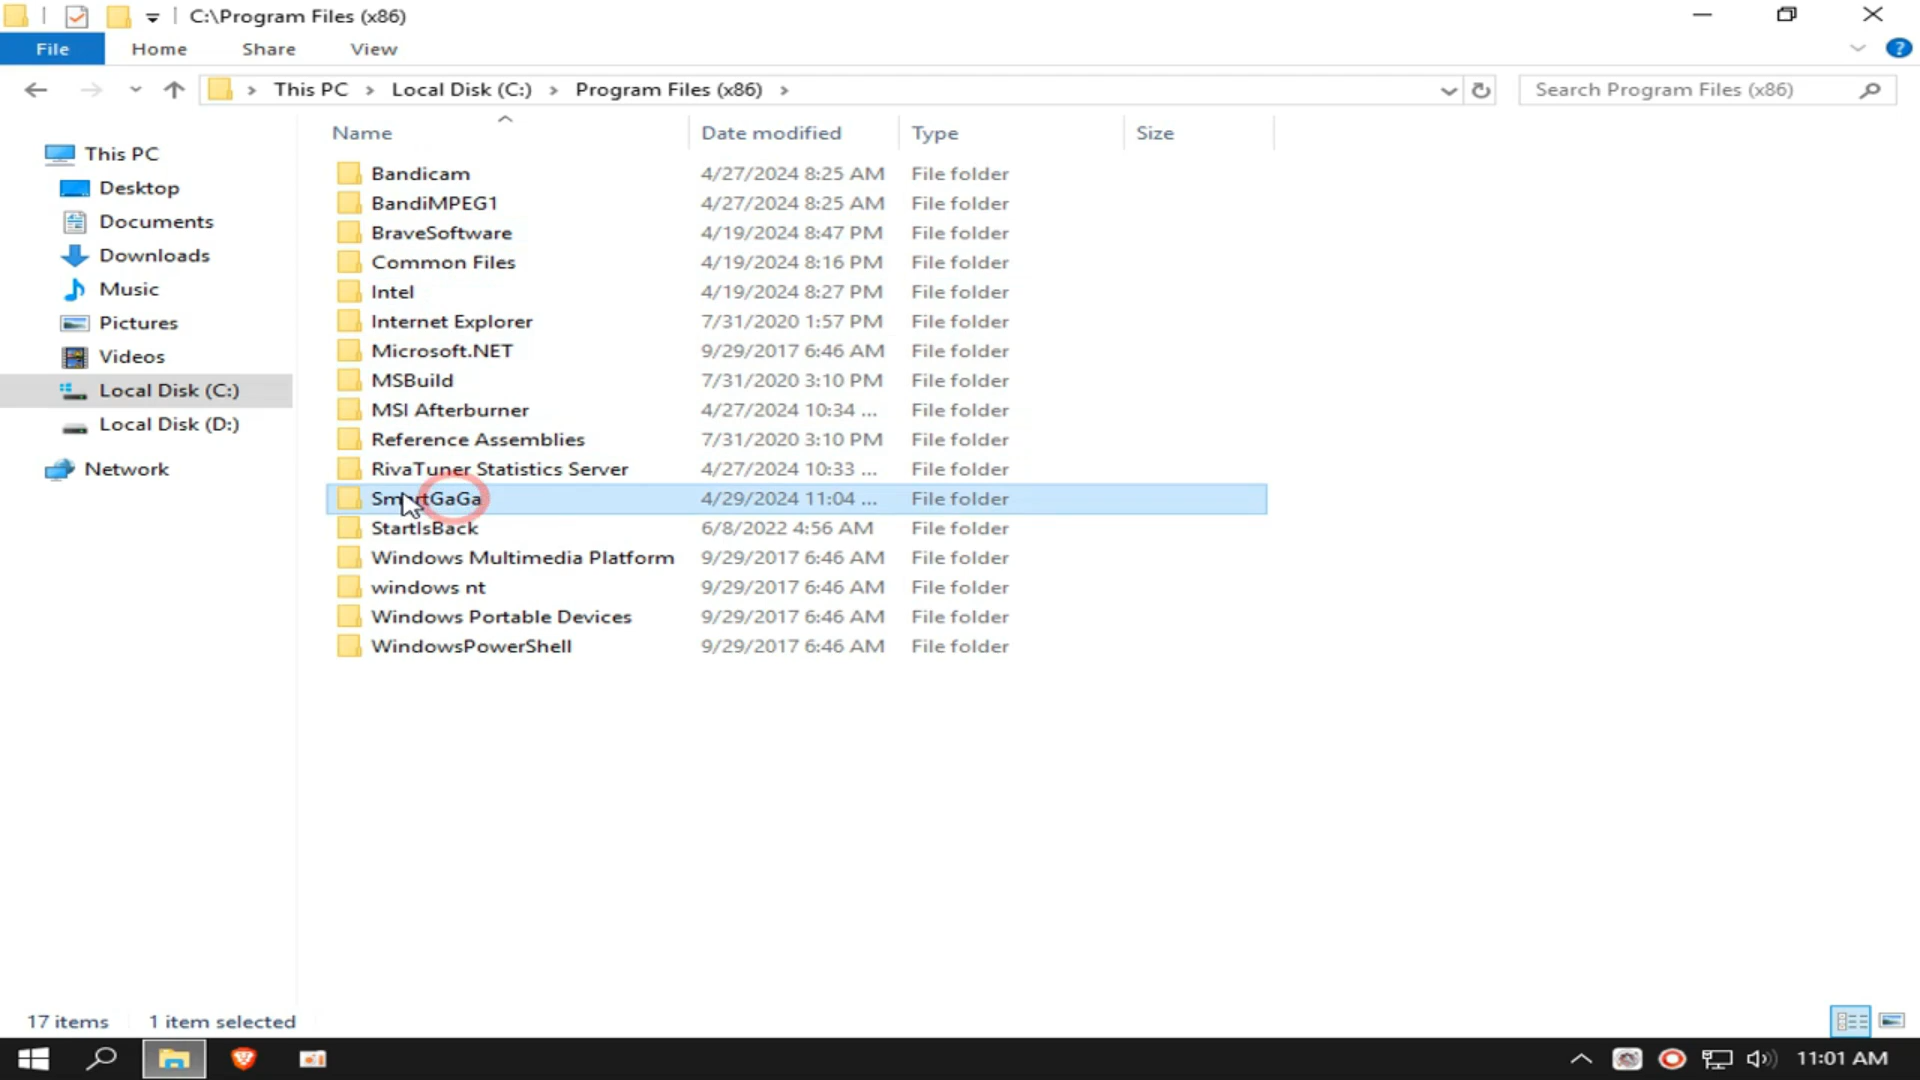 C:\Program Files (x86)
File Home Share View
This PC Local Disk (C:) Program Files (x86)
Search Program Files (x86)
This PC
Desktop
Documents
Downloads
Music
Pictures
Videos
Local Disk (C:)
Local Disk (D:)
Network
Name Date modified Type Size
Bandicam 4/27/2024 8:25 AM File folder
BandiMPEG1 4/27/2024 8:25 AM File folder
BraveSoftware 4/19/2024 8:47 PM File folder
Common Files 4/19/2024 8:16 PM File folder
Intel 4/19/2024 8:27 PM File folder
Internet Explorer 7/31/2020 1:57 PM File folder
Microsoft.NET 9/29/2017 6:46 AM File folder
MSBuild 7/31/2020 3:10 PM File folder
MSI Afterburner 4/27/2024 10:34 ... File folder
Reference Assemblies 7/31/2020 3:10 PM File folder
RivaTuner Statistics Server 4/27/2024 10:33 ... File folder
SmartGaGa 4/29/2024 11:04 ... File folder
StartIsBack 6/8/2022 4:56 AM File folder
Windows Multimedia Platform 9/29/2017 6:46 AM File folder
windows nt 9/29/2017 6:46 AM File folder
Windows Portable Devices 9/29/2017 6:46 AM File folder
WindowsPowerShell 9/29/2017 6:46 AM File folder
17 items 1 item selected
11:01 AM